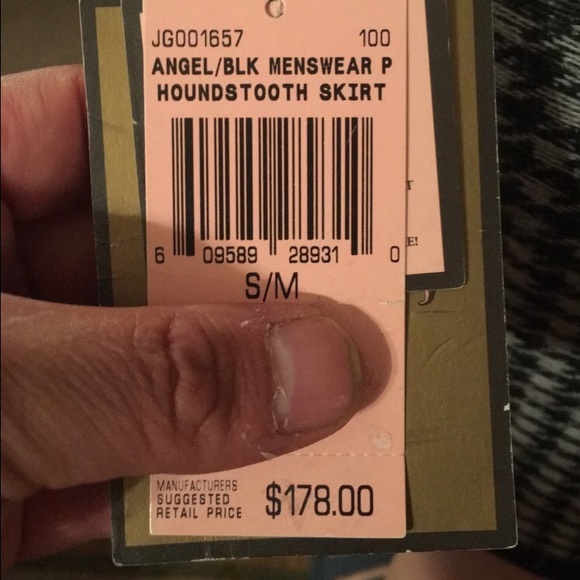 JG001657 100
ANGEL/BLK MENSWEAR P
HOUNDSTOOTH SKIRT
6 09589 28931 0
S/M
MANUFACTURERS
SUGGESTED
RETAIL PRICE $178.00